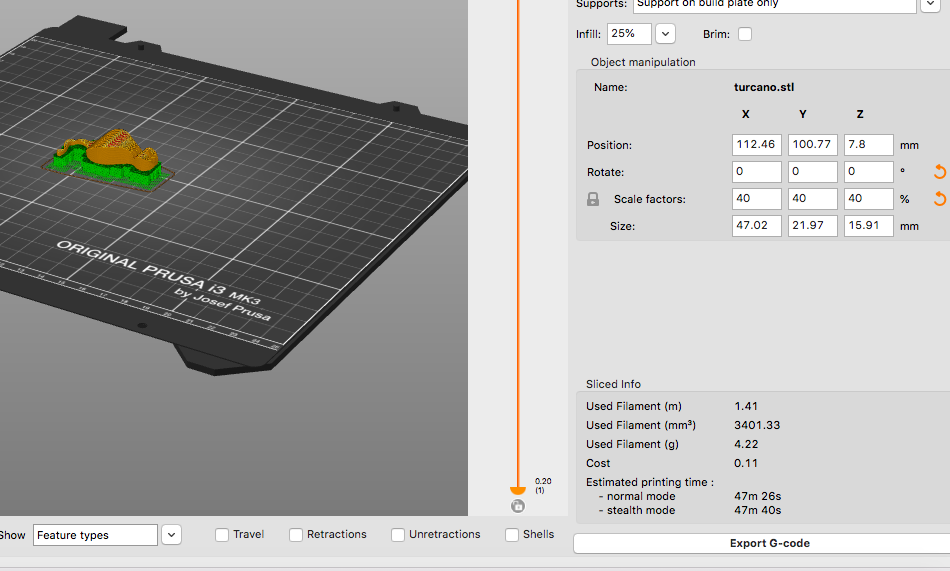 Supports: Support on build plate only
Infill: 25% Brim:
Object manipulation
Name: turcano.stl
X Y Z
Position: 112.46 100.77 7.8 mm
Rotate: 0 0 0 °
Scale factors: 40 40 40 %
Size: 47.02 21.97 15.91 mm
ORIGINAL PRUSA i3 MK3
by Josef Prusa
Sliced Info
Used Filament (m) 1.41
Used Filament (mm³) 3401.33
Used Filament (g) 4.22
Cost 0.11
Estimated printing time :
- normal mode 47m 26s
- stealth mode 47m 40s
0.20
(1)
Show Feature types Travel Retractions Unretractions Shells
Export G-code